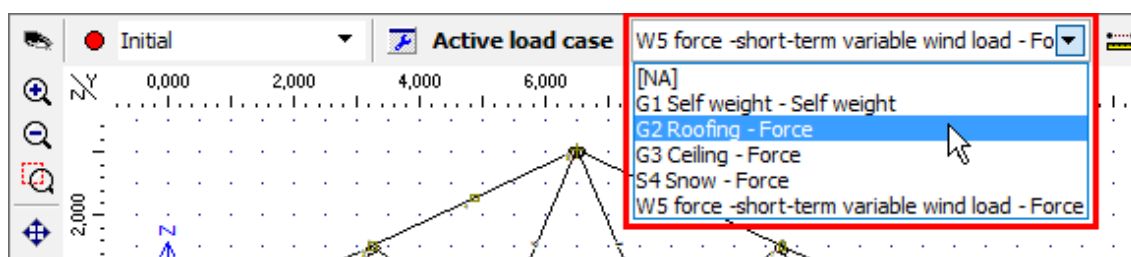 Initial
Active load case
W5 force -short-term variable wind load - Fo
[NA]
G1 Self weight - Self weight
G2 Roofing - Force
G3 Ceiling - Force
S4 Snow - Force
W5 force -short-term variable wind load - Force
Z/Y
0,000 2,000 4,000 6,000
2,000
Z